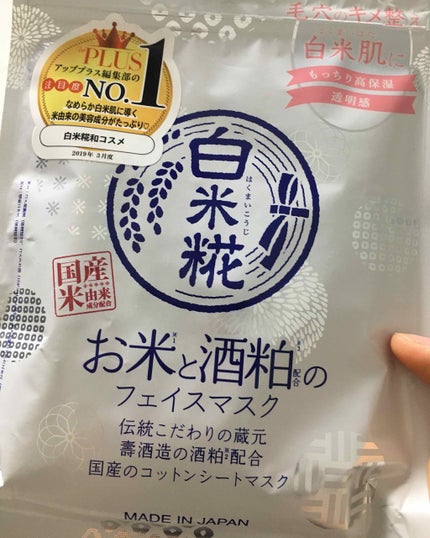 毛穴のキメ整え
白米肌に
もっちり高保湿
透明感
UP PLUS
アッププラス編集部の
注目度
NO.1
なめらか白米肌に導く
米由来の美容成分がたっぷり♡
白米糀和コスメ
2019年3月度
白米糀
はくまいこうじ
国産
米由来
成分配合
お米と酒粕配合の
フェイスマスク
伝統こだわりの蔵元
壽酒造の酒粕配合
国産のコットンシートマスク
MADE IN JAPAN